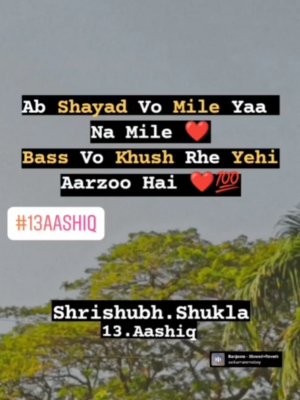 Ab Shayad Vo Mile Yaa
Na Mile ❤️
Bass Vo Khush Rhe Yehi
Aarzoo Hai ❤️💯
#13AASHIQ
Shrishubh.Shukla
13.Aashiq